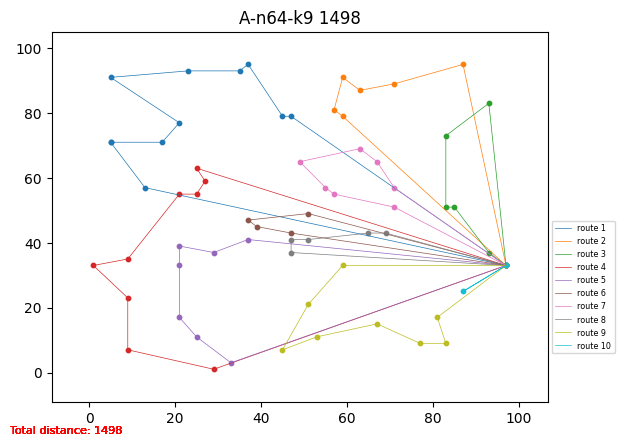 A-n64-k9 1498
100
80
60
40
20
0
0 20 40 60 80 100
route 1
route 2
route 3
route 4
route 5
route 6
route 7
route 8
route 9
route 10
Total distance: 1498